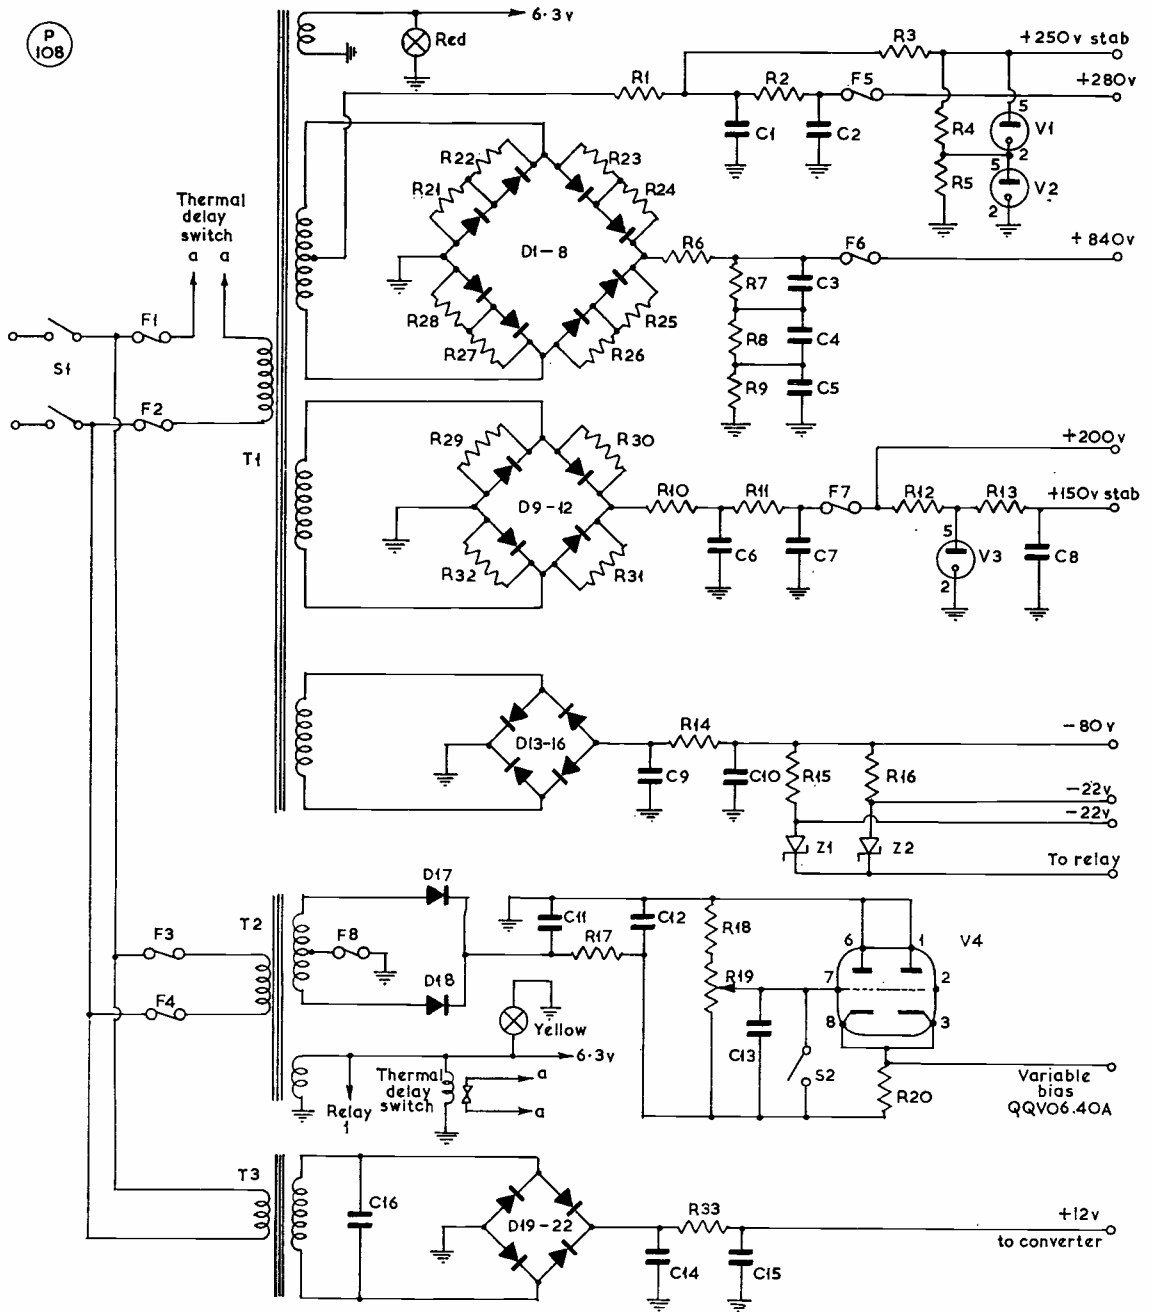 P
108
6·3v
Red
R3
+250v stab
+280v
R1
R2
F5
C1
C2
R4
5
V1
2
R5
5
V2
2
R22
R23
R21
R24
D1-8
R28
R25
R27
R26
Thermal
delay
switch
a a
R6
F6
+840v
R7
C3
R8
C4
R9
C5
S1
F1
F2
T1
R29
R30
D9-12
R32
R31
R10
R11
F7
+200v
R12
R13
+150v stab
C6
C7
5
V3
2
C8
D13-16
R14
-80v
C9
C10
R15
R16
-22v
-22v
Z1
Z2
To relay
D17
T2
F3
F8
F4
D18
C11
C12
R17
R18
R19
6
1
V4
7
2
8
3
C13
S2
R20
Variable
bias
QQV06.40A
Yellow
6·3v
Relay
1
Thermal
delay
switch
a
a
T3
C16
D19-22
R33
C14
C15
+12v
to converter